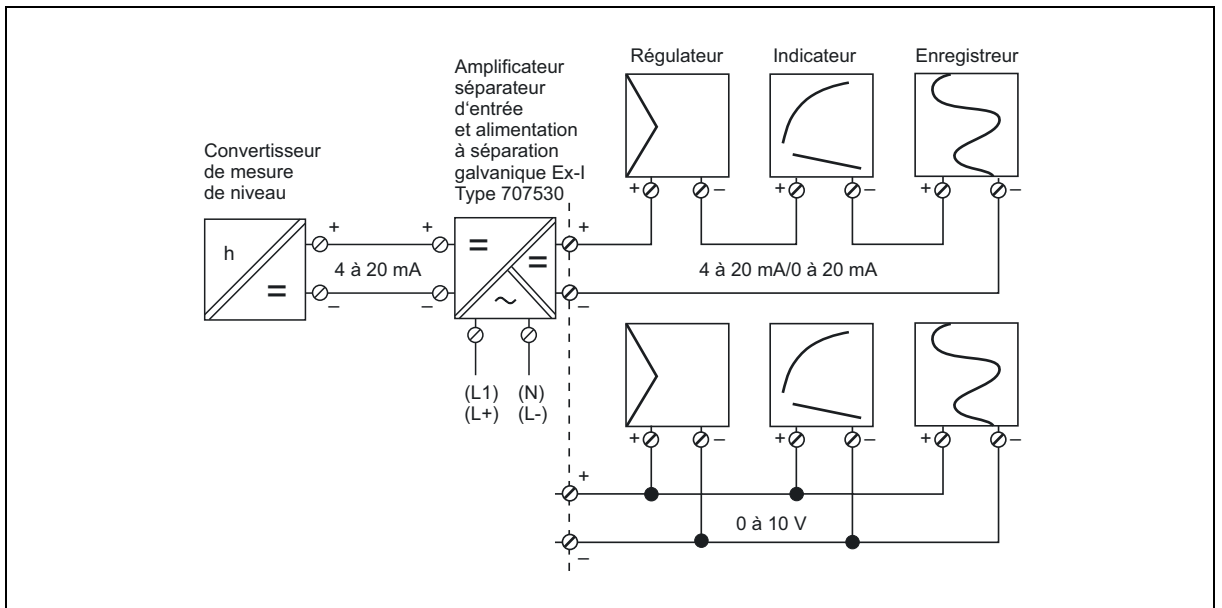 Régulateur
Indicateur
Enregistreur
Amplificateur
séparateur
d‘entrée
et alimentation
à séparation
galvanique Ex-I
Type 707530
Convertisseur
de mesure
de niveau
+ – + –
+ – + –
+ –
h
=
+
–
4 à 20 mA
+
–
=
=
~
+
–
4 à 20 mA/0 à 20 mA
(L1) (N)
(L+) (L-)
+ – + – + –
+
–
0 à 10 V